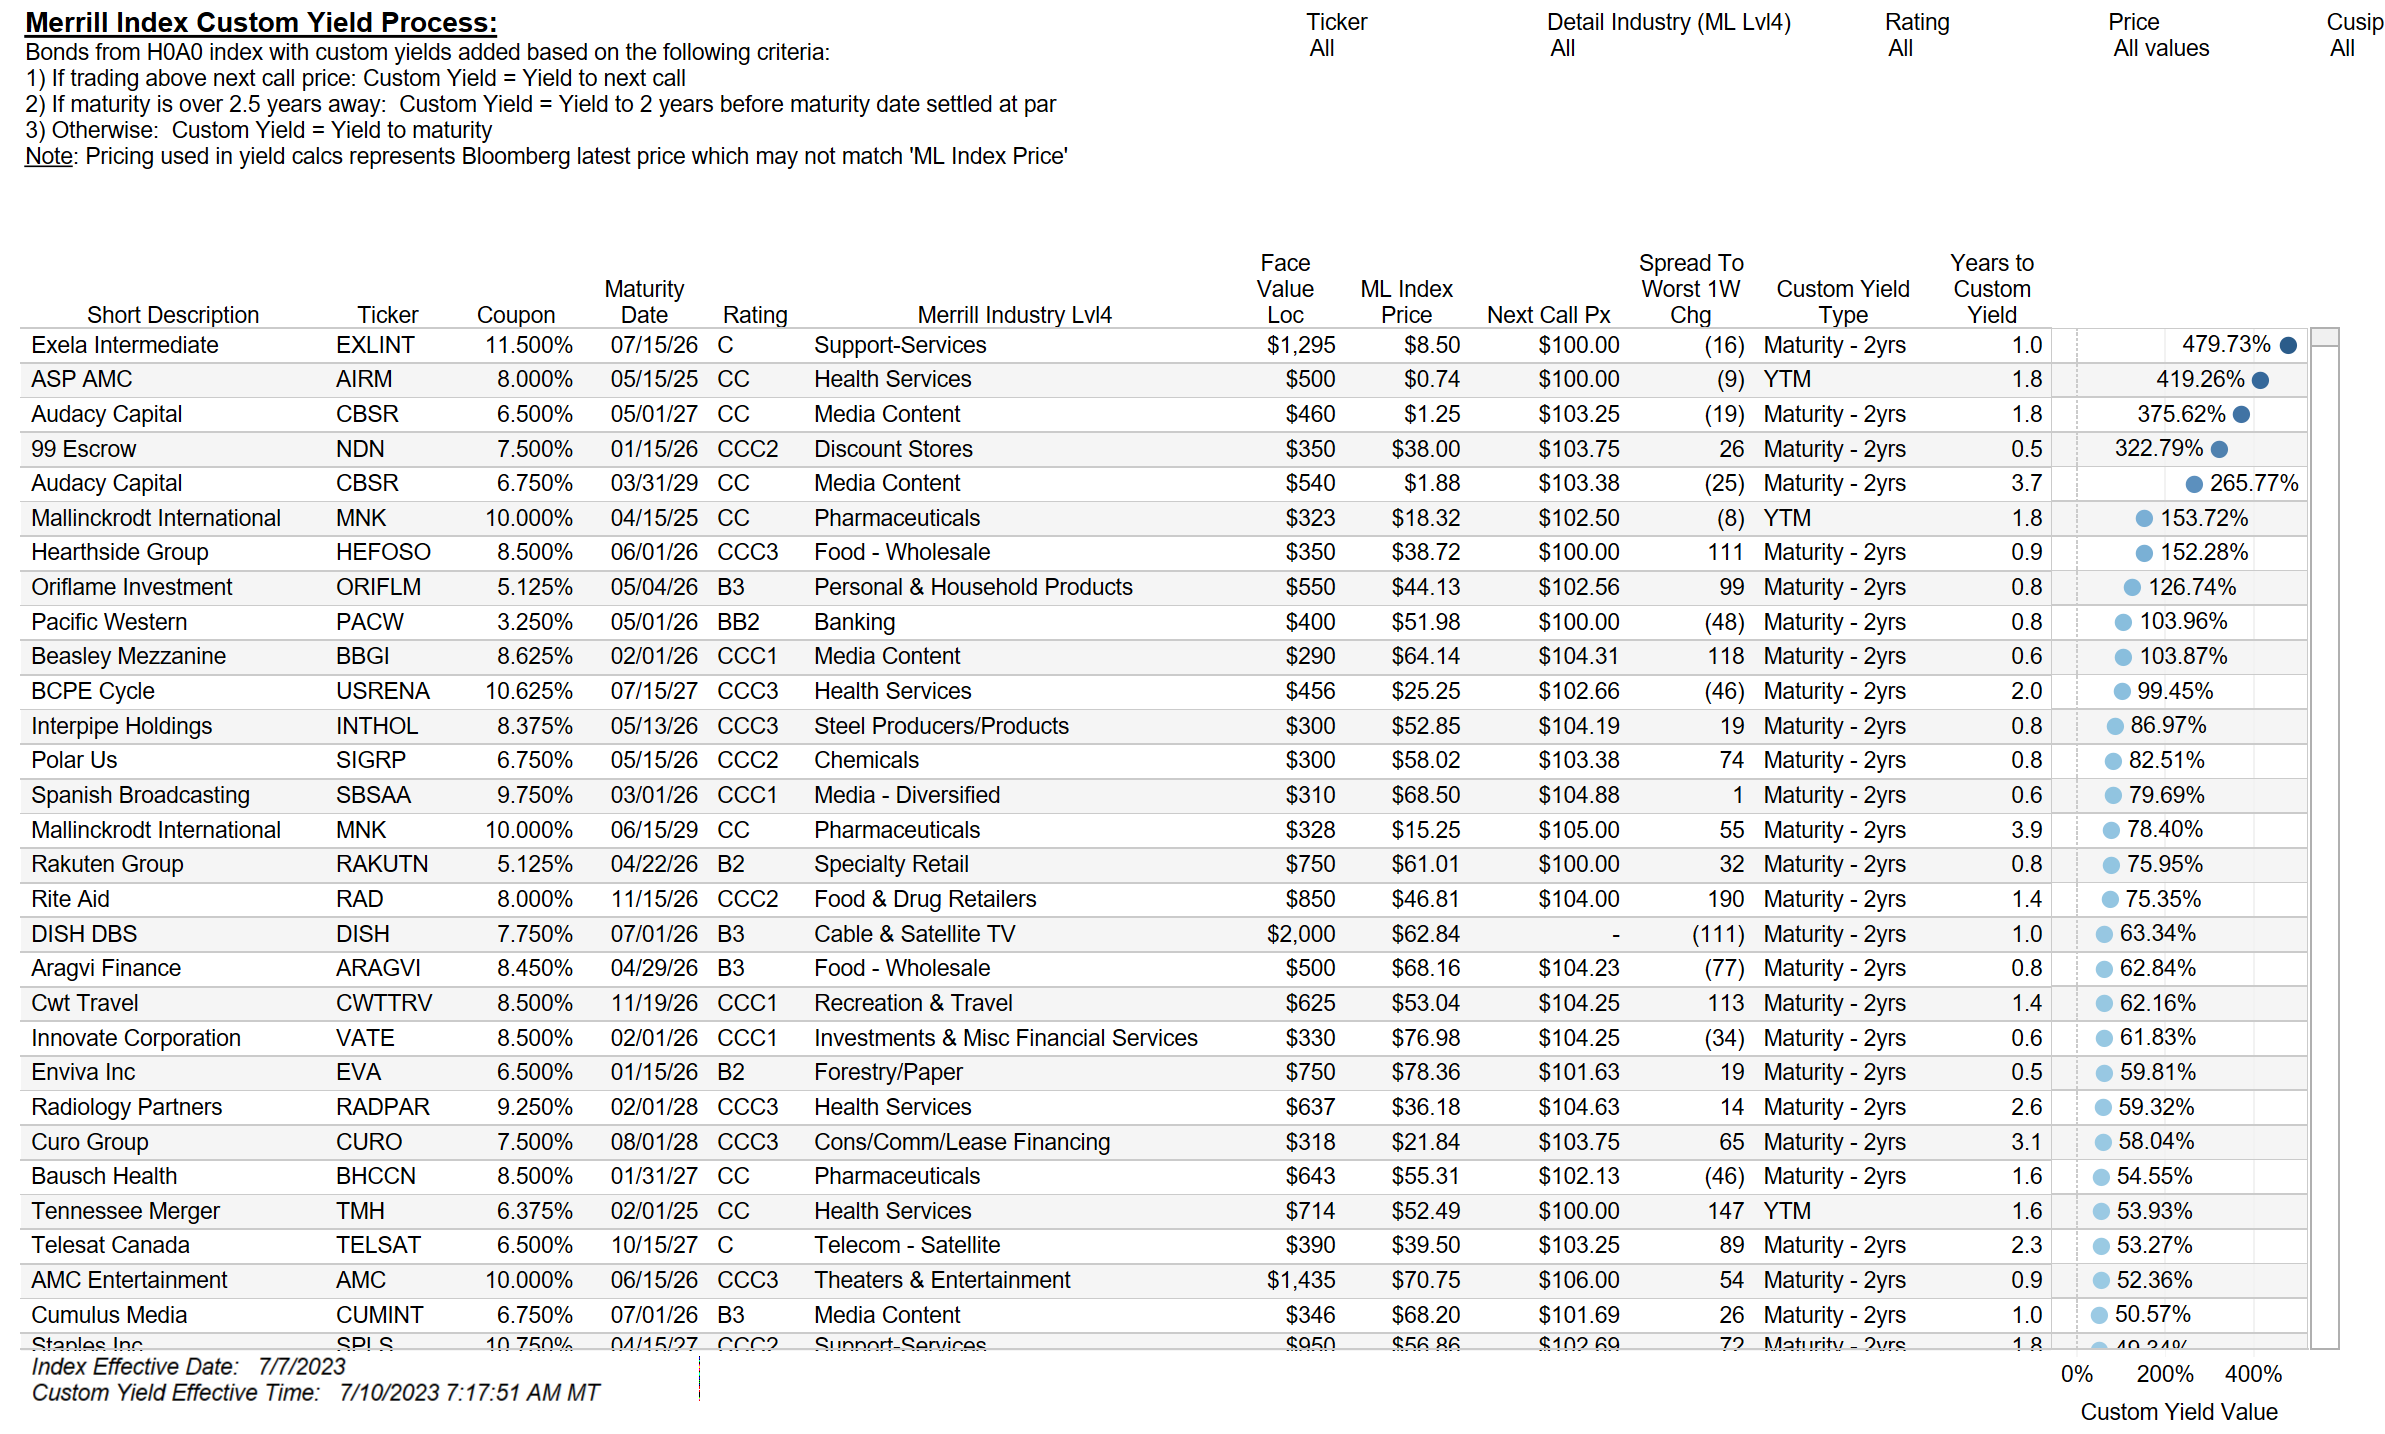 Merrill Index Custom Yield Process:
Bonds from H0A0 index with custom yields added based on the following criteria:
1) If trading above next call price: Custom Yield = Yield to next call
2) If maturity is over 2.5 years away:  Custom Yield = Yield to 2 years before maturity date settled at par
3) Otherwise:  Custom Yield = Yield to maturity
Note: Pricing used in yield calcs represents Bloomberg latest price which may not match 'ML Index Price'
Ticker Detail Industry (ML Lvl4) Rating Price Cusip
All All All All values All
Short Description Ticker Coupon Maturity Date Rating Merrill Industry Lvl4 Face Value Loc ML Index Price Next Call Px Spread To Worst 1W Chg Custom Yield Type Years to Custom Yield
Exela Intermediate EXLINT 11.500% 07/15/26 C Support-Services $1,295 $8.50 $100.00 (16) Maturity - 2yrs 1.0 479.73%
ASP AMC AIRM 8.000% 05/15/25 CC Health Services $500 $0.74 $100.00 (9) YTM 1.8 419.26%
Audacy Capital CBSR 6.500% 05/01/27 CC Media Content $460 $1.25 $103.25 (19) Maturity - 2yrs 1.8 375.62%
99 Escrow NDN 7.500% 01/15/26 CCC2 Discount Stores $350 $38.00 $103.75 26 Maturity - 2yrs 0.5 322.79%
Audacy Capital CBSR 6.750% 03/31/29 CC Media Content $540 $1.88 $103.38 (25) Maturity - 2yrs 3.7 265.77%
Mallinckrodt International MNK 10.000% 04/15/25 CC Pharmaceuticals $323 $18.32 $102.50 (8) YTM 1.8 153.72%
Hearthside Group HEFOSO 8.500% 06/01/26 CCC3 Food - Wholesale $350 $38.72 $100.00 111 Maturity - 2yrs 0.9 152.28%
Oriflame Investment ORIFLM 5.125% 05/04/26 B3 Personal & Household Products $550 $44.13 $102.56 99 Maturity - 2yrs 0.8 126.74%
Pacific Western PACW 3.250% 05/01/26 BB2 Banking $400 $51.98 $100.00 (48) Maturity - 2yrs 0.8 103.96%
Beasley Mezzanine BBGI 8.625% 02/01/26 CCC1 Media Content $290 $64.14 $104.31 118 Maturity - 2yrs 0.6 103.87%
BCPE Cycle USRENA 10.625% 07/15/27 CCC3 Health Services $456 $25.25 $102.66 (46) Maturity - 2yrs 2.0 99.45%
Interpipe Holdings INTHOL 8.375% 05/13/26 CCC3 Steel Producers/Products $300 $52.85 $104.19 19 Maturity - 2yrs 0.8 86.97%
Polar Us SIGRP 6.750% 05/15/26 CCC2 Chemicals $300 $58.02 $103.38 74 Maturity - 2yrs 0.8 82.51%
Spanish Broadcasting SBSAA 9.750% 03/01/26 CCC1 Media - Diversified $310 $68.50 $104.88 1 Maturity - 2yrs 0.6 79.69%
Mallinckrodt International MNK 10.000% 06/15/29 CC Pharmaceuticals $328 $15.25 $105.00 55 Maturity - 2yrs 3.9 78.40%
Rakuten Group RAKUTN 5.125% 04/22/26 B2 Specialty Retail $750 $61.01 $100.00 32 Maturity - 2yrs 0.8 75.95%
Rite Aid RAD 8.000% 11/15/26 CCC2 Food & Drug Retailers $850 $46.81 $104.00 190 Maturity - 2yrs 1.4 75.35%
DISH DBS DISH 7.750% 07/01/26 B3 Cable & Satellite TV $2,000 $62.84 - (111) Maturity - 2yrs 1.0 63.34%
Aragvi Finance ARAGVI 8.450% 04/29/26 B3 Food - Wholesale $500 $68.16 $104.23 (77) Maturity - 2yrs 0.8 62.84%
Cwt Travel CWTTRV 8.500% 11/19/26 CCC1 Recreation & Travel $625 $53.04 $104.25 113 Maturity - 2yrs 1.4 62.16%
Innovate Corporation VATE 8.500% 02/01/26 CCC1 Investments & Misc Financial Services $330 $76.98 $104.25 (34) Maturity - 2yrs 0.6 61.83%
Enviva Inc EVA 6.500% 01/15/26 B2 Forestry/Paper $750 $78.36 $101.63 19 Maturity - 2yrs 0.5 59.81%
Radiology Partners RADPAR 9.250% 02/01/28 CCC3 Health Services $637 $36.18 $104.63 14 Maturity - 2yrs 2.6 59.32%
Curo Group CURO 7.500% 08/01/28 CCC3 Cons/Comm/Lease Financing $318 $21.84 $103.75 65 Maturity - 2yrs 3.1 58.04%
Bausch Health BHCCN 8.500% 01/31/27 CC Pharmaceuticals $643 $55.31 $102.13 (46) Maturity - 2yrs 1.6 54.55%
Tennessee Merger TMH 6.375% 02/01/25 CC Health Services $714 $52.49 $100.00 147 YTM 1.6 53.93%
Telesat Canada TELSAT 6.500% 10/15/27 C Telecom - Satellite $390 $39.50 $103.25 89 Maturity - 2yrs 2.3 53.27%
AMC Entertainment AMC 10.000% 06/15/26 CCC3 Theaters & Entertainment $1,435 $70.75 $106.00 54 Maturity - 2yrs 0.9 52.36%
Cumulus Media CUMINT 6.750% 07/01/26 B3 Media Content $346 $68.20 $101.69 26 Maturity - 2yrs 1.0 50.57%
Staples Inc SPLS 10.750% 04/15/27 CCC2 Support-Services $950 $56.86 $102.69 72 Maturity - 2yrs 1.8 49.34%
Index Effective Date:   7/7/2023
Custom Yield Effective Time:   7/10/2023 7:17:51 AM MT
0% 200% 400%
Custom Yield Value